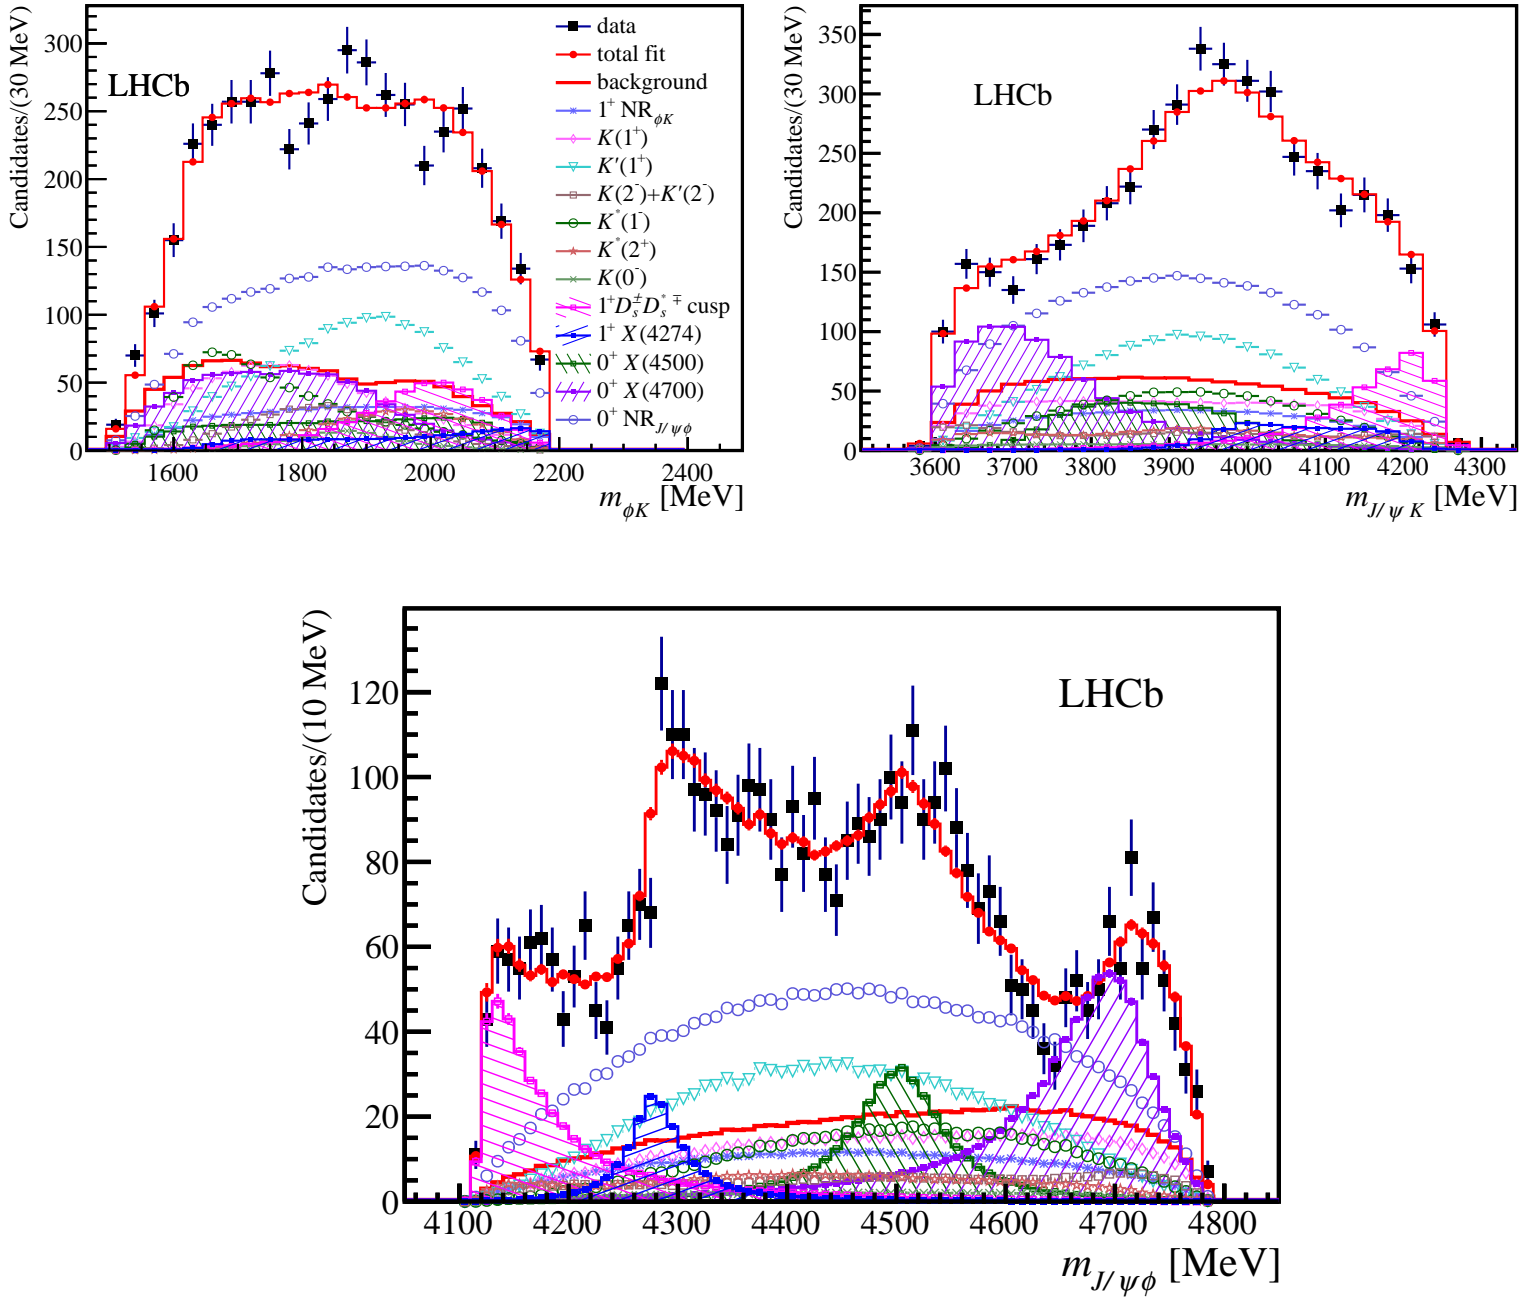 Candidates/(30 MeV)
300
250
200
150
100
50
0
LHCb
data
total fit
background
1⁺ NR_ϕK
K(1⁺)
K′(1⁺)
K(2⁻)+K′(2⁻)
K*(1⁻)
K*(2⁺)
K(0⁻)
1⁺D_s^± D_s^*∓ cusp
1⁺ X(4274)
0⁺ X(4500)
0⁺ X(4700)
0⁺ NR_J/ψϕ
1600 1800 2000 2200 2400
m_ϕK [MeV]
Candidates/(30 MeV)
350
300
250
200
150
100
50
0
LHCb
3600 3700 3800 3900 4000 4100 4200 4300
m_J/ψ K [MeV]
Candidates/(10 MeV)
120
100
80
60
40
20
0
LHCb
4100 4200 4300 4400 4500 4600 4700 4800
m_J/ψϕ [MeV]